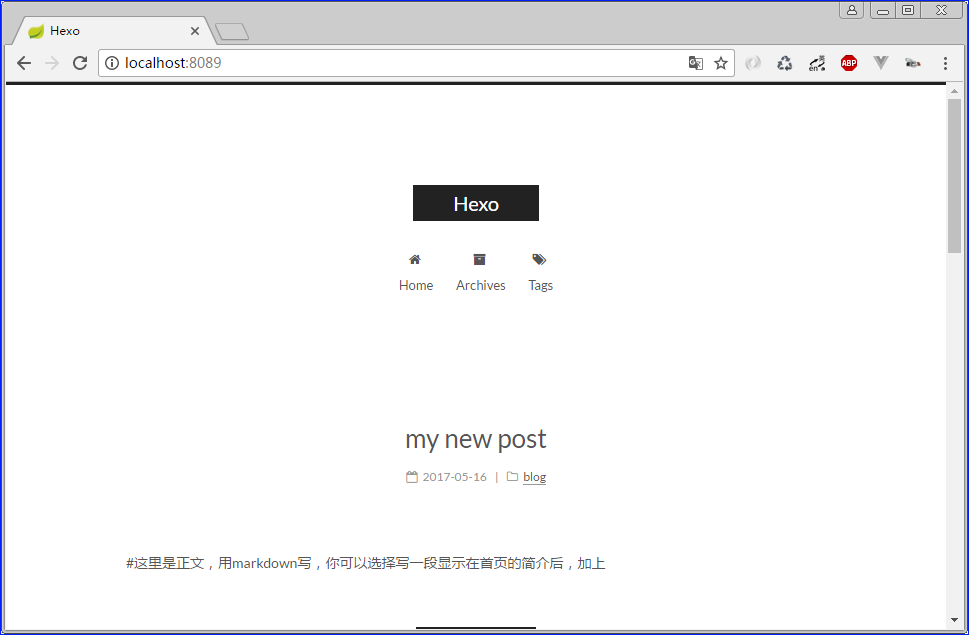 Hexo
localhost:8089
Hexo
Home Archives Tags
my new post
2017-05-16 | blog
#这里是正文，用markdown写，你可以选择写一段显示在首页的简介后，加上
en
ABP